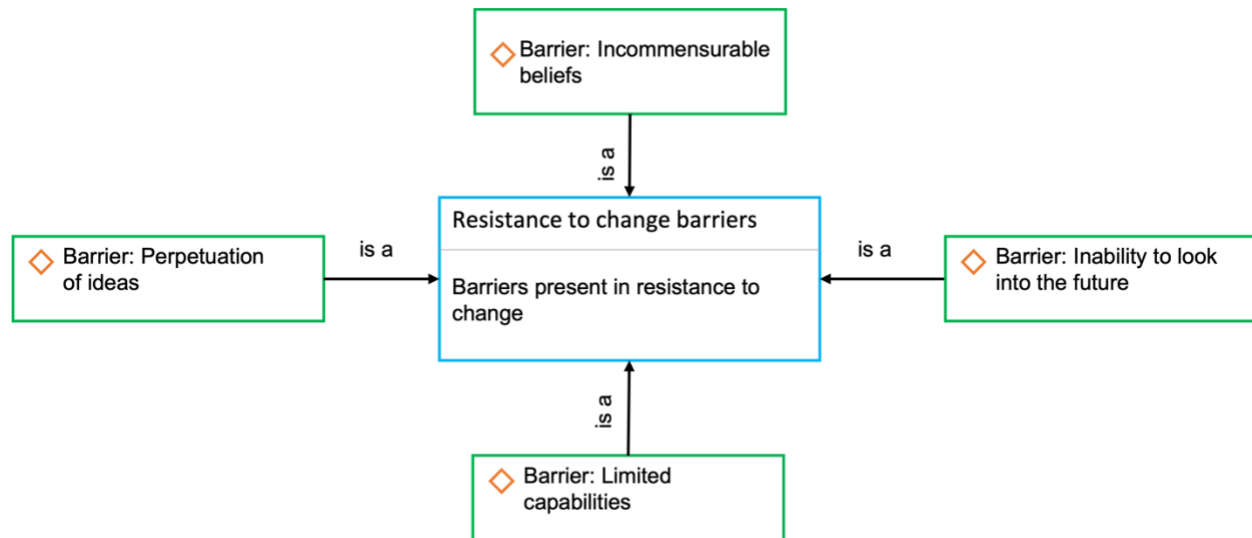 Barrier: Incommensurable
beliefs
is a
Barrier: Perpetuation
of ideas
is a
Resistance to change barriers
Barriers present in resistance to
change
is a
Barrier: Inability to look
into the future
is a
Barrier: Limited
capabilities